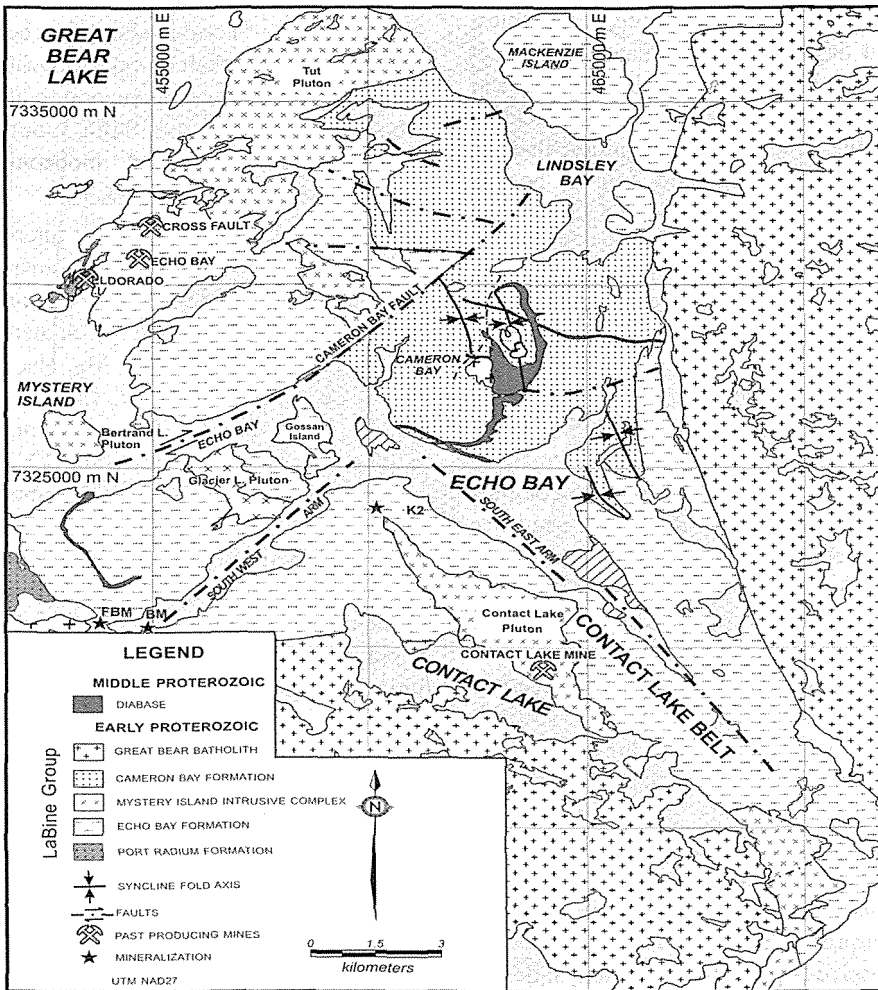 GREAT
BEAR
LAKE
455000 m E
465000 m E
MACKENZIE
ISLAND
Tut
Pluton
7335000 m N
LINDSLEY
BAY
CROSS FAULT
ECHO BAY
ELDORADO
CAMERON BAY FAULT
CAMERON
BAY
MYSTERY
ISLAND
Bertrand L.
Pluton
ECHO BAY
Gossan
Island
7325000 m N
Glacier L. Pluton
ECHO BAY
SOUTH WEST ARM
K2
SOUTH EAST ARM
FBM
BM
Contact Lake
Pluton
CONTACT LAKE MINE
CONTACT LAKE
CONTACT LAKE BELT
LEGEND
MIDDLE PROTEROZOIC
DIABASE
EARLY PROTEROZOIC
GREAT BEAR BATHOLITH
LaBine Group
CAMERON BAY FORMATION
MYSTERY ISLAND INTRUSIVE COMPLEX
ECHO BAY FORMATION
PORT RADIUM FORMATION
SYNCLINE FOLD AXIS
FAULTS
PAST PRODUCING MINES
MINERALIZATION
UTM NAD27
N
0 1.5 3
kilometers